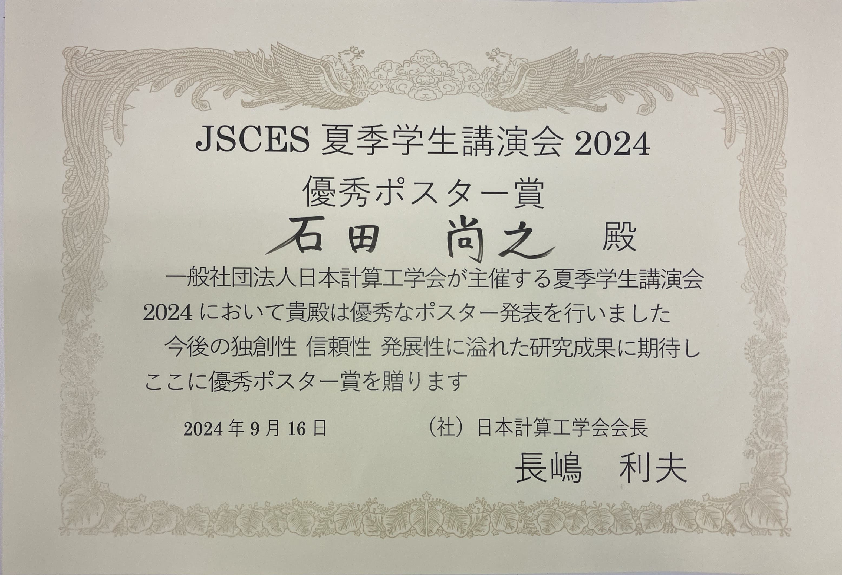 JSCES 夏季学生講演会 2024
優秀ポスター賞
石田 尚之 殿
一般社団法人日本計算工学会が主催する夏季学生講演会
2024 において貴殿は優秀なポスター発表を行いました
今後の独創性 信頼性 発展性に溢れた研究成果に期待し
ここに優秀ポスター賞を贈ります
2024 年 9 月 16 日 （社）日本計算工学会会長
長嶋 利夫